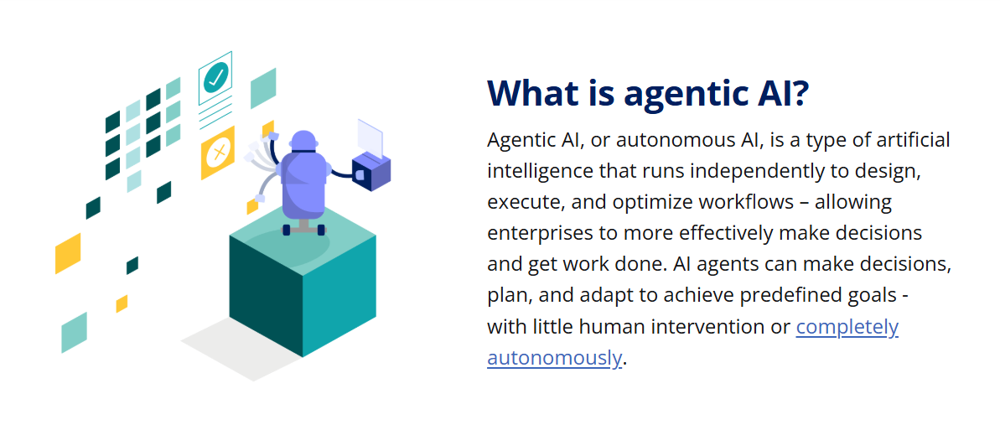 What is agentic AI?
Agentic AI, or autonomous AI, is a type of artificial
intelligence that runs independently to design,
execute, and optimize workflows – allowing
enterprises to more effectively make decisions
and get work done. AI agents can make decisions,
plan, and adapt to achieve predefined goals -
with little human intervention or completely
autonomously.